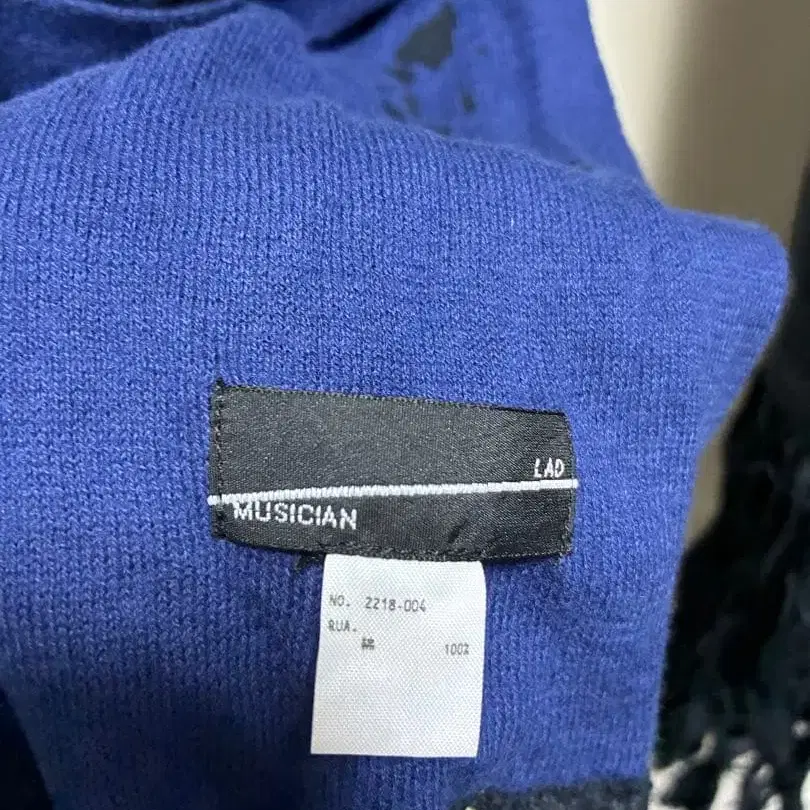 LAD
MUSICIAN
NO. 2218-004
QUA.
綿 100%